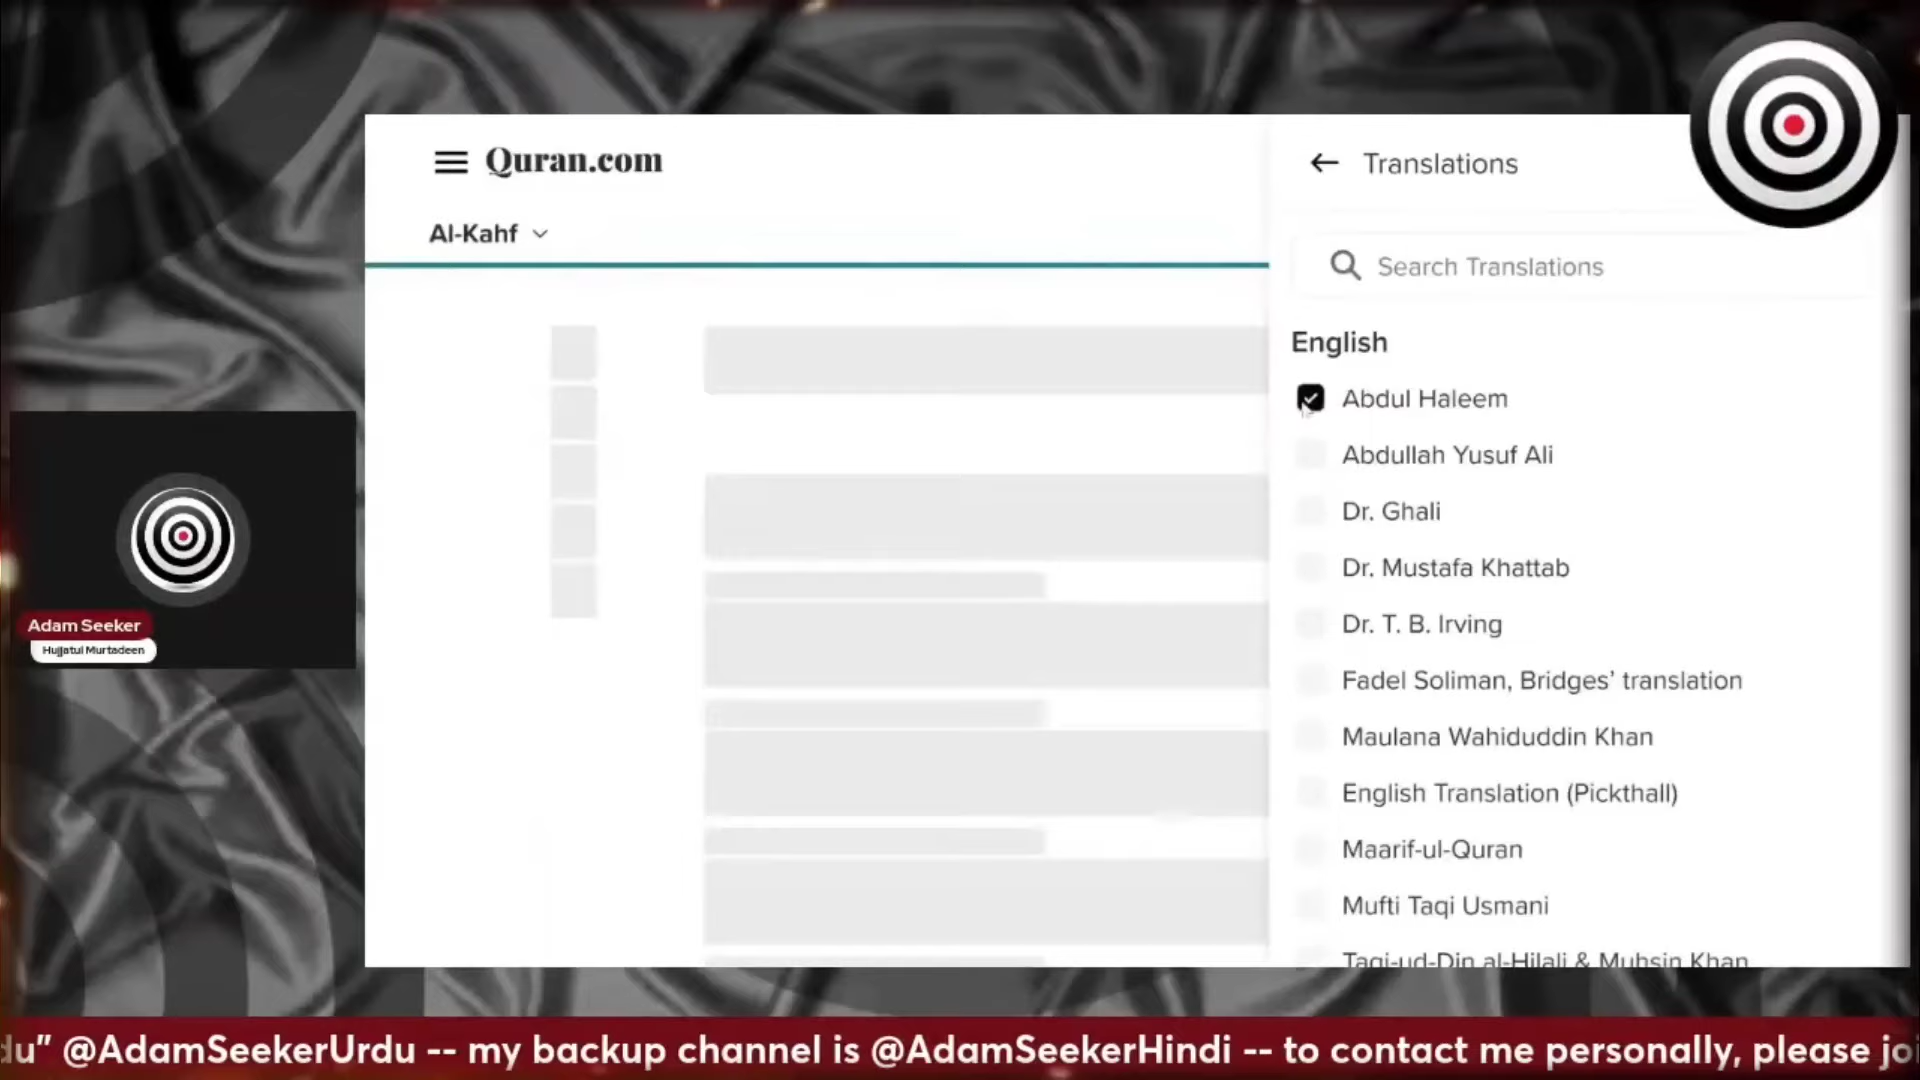 Quran.com
Al-Kahf
Translations
Search Translations
English
Abdul Haleem
Abdullah Yusuf Ali
Dr. Ghali
Dr. Mustafa Khattab
Dr. T. B. Irving
Fadel Soliman, Bridges’ translation
Maulana Wahiduddin Khan
English Translation (Pickthall)
Maarif-ul-Quran
Mufti Taqi Usmani
Taqi-ud-Din al-Hilali & Muhsin Khan
Adam Seeker
Hujjatul Murtadeen
du” @AdamSeekerUrdu -- my backup channel is @AdamSeekerHindi -- to contact me personally, please joi